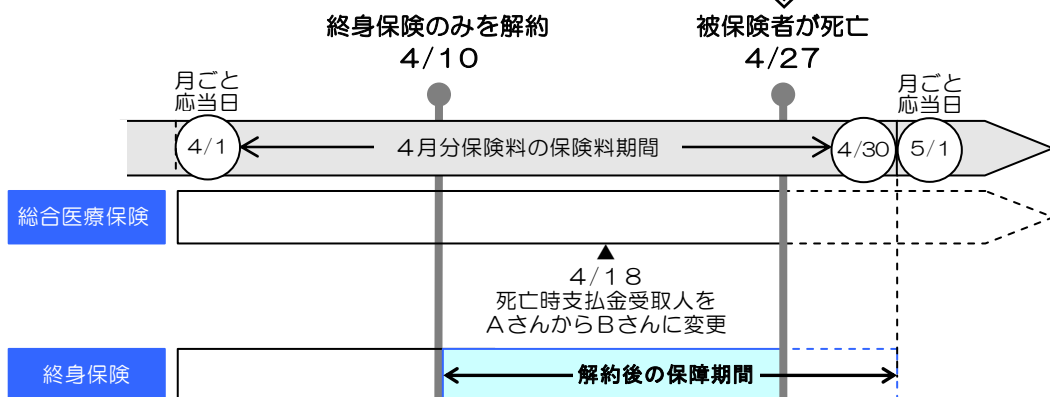 終身保険のみを解約
4/10
被保険者が死亡
4/27
月ごと
応当日
月ごと
応当日
4/1
4月分保険料の保険料期間
4/30
5/1
総合医療保険
▲
4/18
死亡時支払金受取人を
AさんからBさんに変更
終身保険
解約後の保障期間